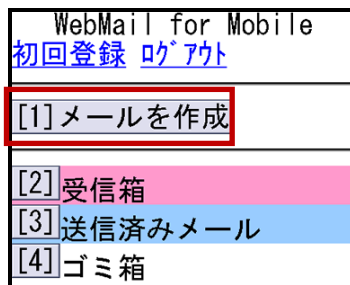 WebMail for Mobile
初回登録 ﾛｸﾞｱｳﾄ
[1]メールを作成
[2]受信箱
[3]送信済みメール
[4]ゴミ箱